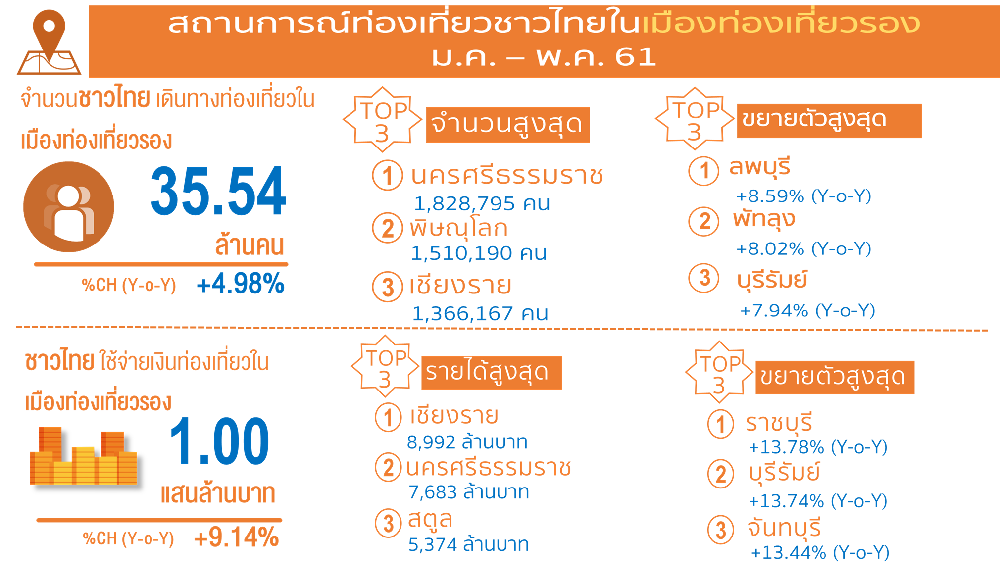 สถานการณ์ท่องเที่ยวชาวไทยในเมืองท่องเที่ยวรอง
ม.ค. – พ.ค. 61
จำนวนชาวไทย เดินทางท่องเที่ยวใน
เมืองท่องเที่ยวรอง
35.54
ล้านคน
%CH (Y-o-Y) +4.98%
TOP
3
จำนวนสูงสุด
1 นครศรีธรรมราช
1,828,795 คน
2 พิษณุโลก
1,510,190 คน
3 เชียงราย
1,366,167 คน
TOP
3
ขยายตัวสูงสุด
1 ลพบุรี
+8.59% (Y-o-Y)
2 พัทลุง
+8.02% (Y-o-Y)
3 บุรีรัมย์
+7.94% (Y-o-Y)
ชาวไทย ใช้จ่ายเงินท่องเที่ยวใน
เมืองท่องเที่ยวรอง
1.00
แสนล้านบาท
%CH (Y-o-Y) +9.14%
TOP
3
รายได้สูงสุด
1 เชียงราย
8,992 ล้านบาท
2 นครศรีธรรมราช
7,683 ล้านบาท
3 สตูล
5,374 ล้านบาท
TOP
3
ขยายตัวสูงสุด
1 ราชบุรี
+13.78% (Y-o-Y)
2 บุรีรัมย์
+13.74% (Y-o-Y)
3 จันทบุรี
+13.44% (Y-o-Y)